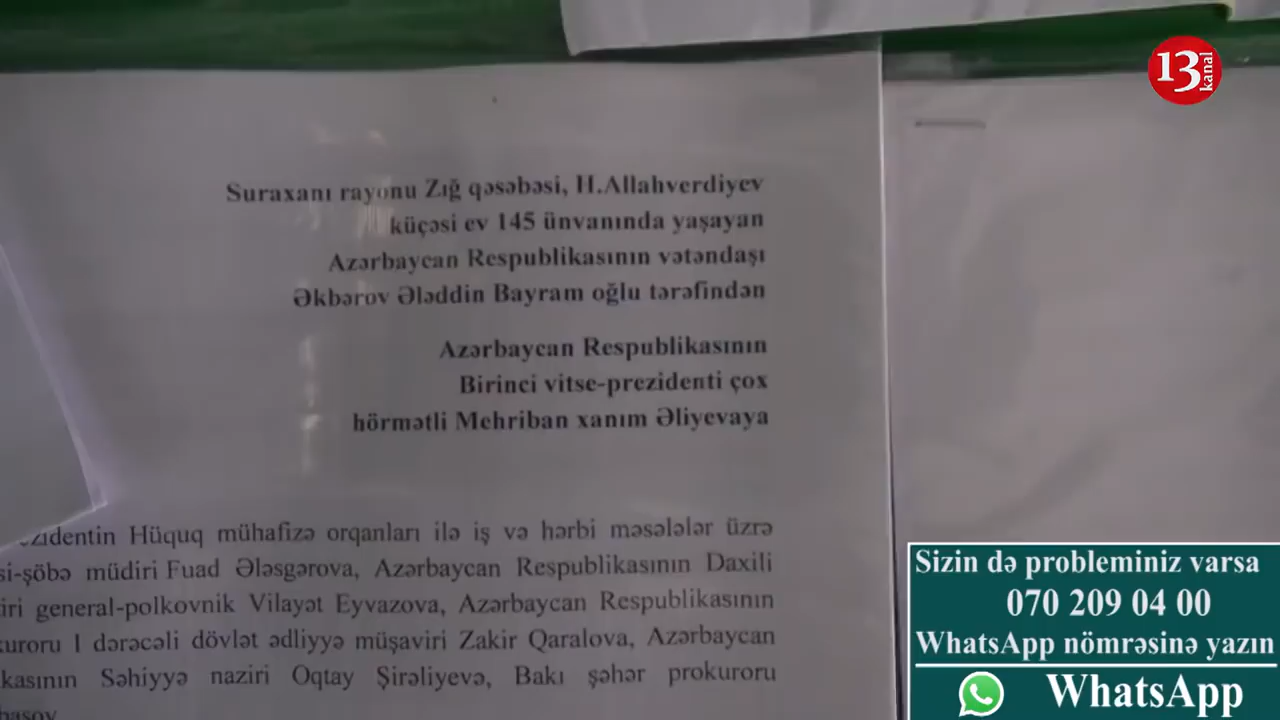 13 kanal
Suraxanı rayonu Zığ qəsəbəsi, H.Allahverdiyev
küçəsi ev 145 ünvanında yaşayan
Azərbaycan Respublikasının vətəndaşı
Əkbərov Ələddin Bayram oğlu tərəfindən
Azərbaycan Respublikasının
Birinci vitse-prezidenti çox
hörmətli Mehriban xanım Əliyevaya
Hüquq mühafizə orqanları ilə iş və hərbi məsələlər üzrə
si-şöbə müdiri Fuad Ələsgərova, Azərbaycan Respublikasının Daxili
iri general-polkovnik Vilayət Eyvazova, Azərbaycan Respublikasının
kuroru I dərəcəli dövlət ədliyyə müşaviri Zakir Qaralova, Azərbaycan
kasının Səhiyyə naziri Oqtay Şirəliyevə, Bakı şəhər prokuroru
Sizin də probleminiz varsa
070 209 04 00
WhatsApp nömrəsinə yazın
WhatsApp